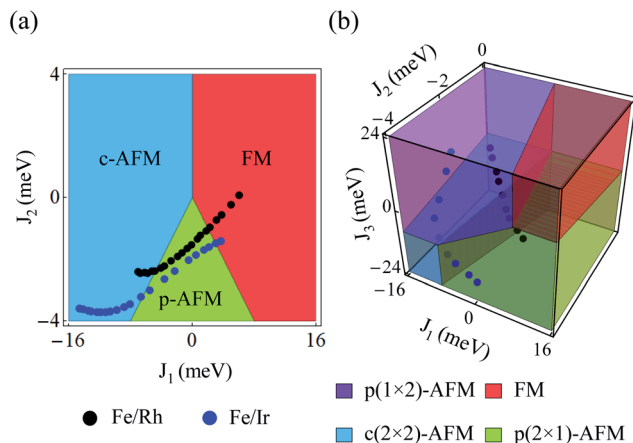 (a)
4
0
−4
J2 (meV)
c-AFM
FM
p-AFM
−16
0
16
J1 (meV)
Fe/Rh
Fe/Ir
(b)
J2 (meV)
0
−2
−4
24
0
−24
J3 (meV)
−16
0
16
J1 (meV)
p(1×2)-AFM
FM
c(2×2)-AFM
p(2×1)-AFM